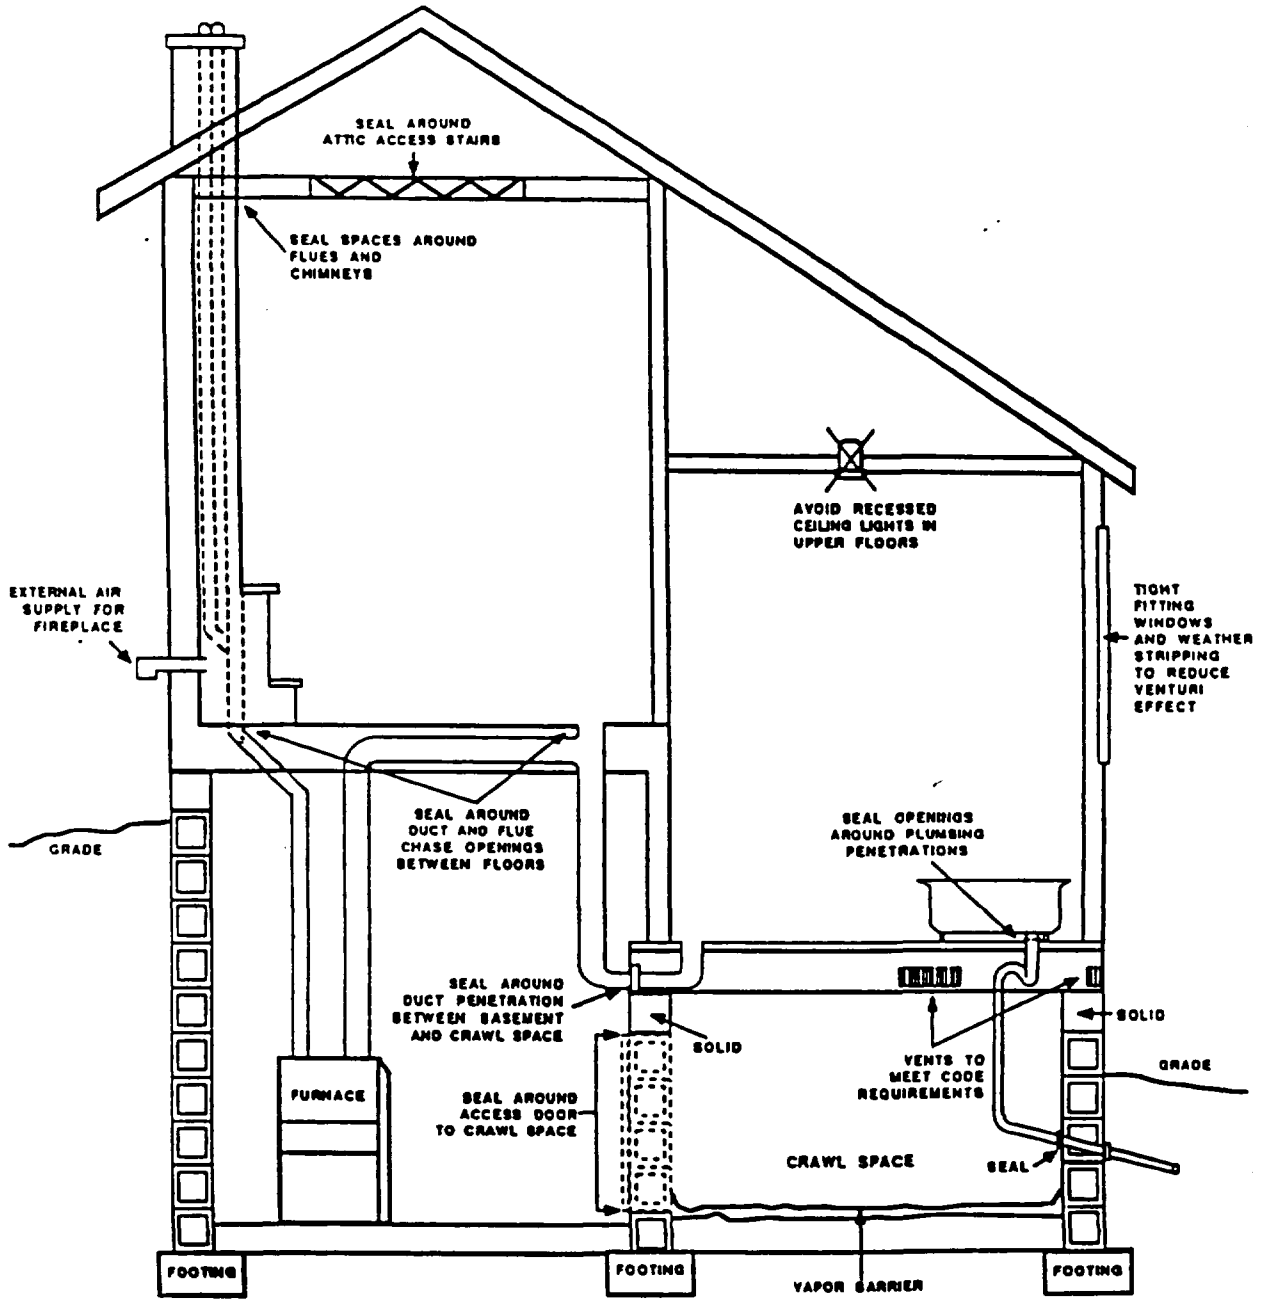 SEAL AROUND
ATTIC ACCESS STAIRS
SEAL SPACES AROUND
FLUES AND
CHIMNEYS
AVOID RECESSED
CEILING LIGHTS IN
UPPER FLOORS
EXTERNAL AIR
SUPPLY FOR
FIREPLACE
TIGHT
FITTING
WINDOWS
AND WEATHER
STRIPPING
TO REDUCE
VENTURI
EFFECT
SEAL AROUND
DUCT AND FLUE
CHASE OPENINGS
BETWEEN FLOORS
SEAL OPENINGS
AROUND PLUMBING
PENETRATIONS
GRADE
SEAL AROUND
DUCT PENETRATION
BETWEEN BASEMENT
AND CRAWL SPACE
SOLID
SOLID
VENTS TO
MEET CODE
REQUIREMENTS
GRADE
FURNACE
SEAL AROUND
ACCESS DOOR
TO CRAWL SPACE
CRAWL SPACE
SEAL
FOOTING
FOOTING
FOOTING
VAPOR BARRIER